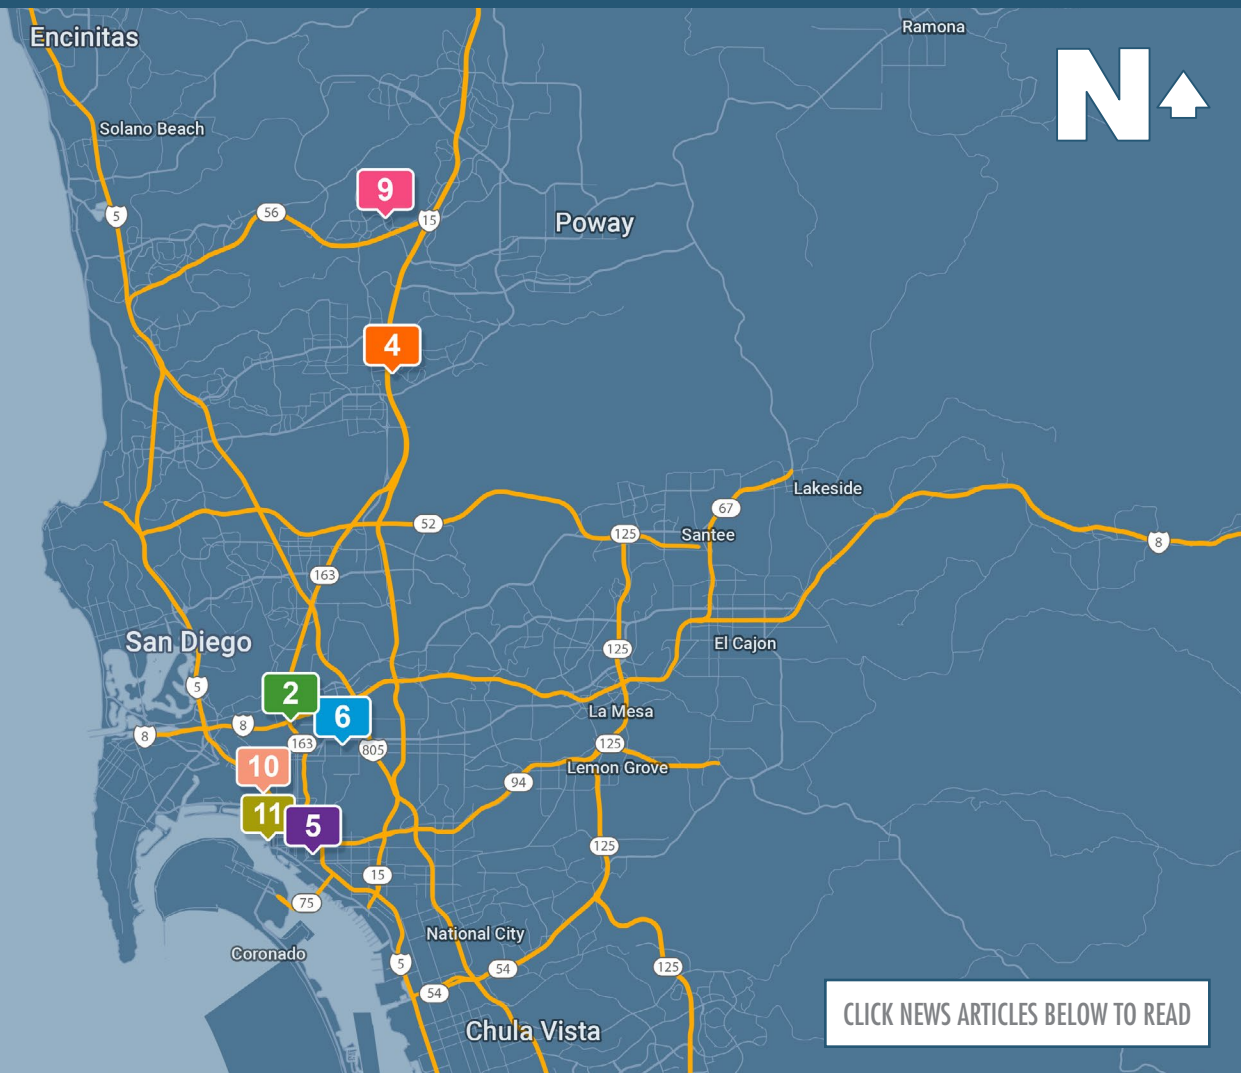 Encinitas
Ramona
N
Solano Beach
9
5
56
15
Poway
4
Lakeside
67
52
125
Santee
8
163
San Diego
125
El Cajon
5
2
6
La Mesa
8
8
163
805
125
10
Lemon Grove
94
11
5
125
15
75
National City
Coronado
5
54
125
54
CLICK NEWS ARTICLES BELOW TO READ
Chula Vista